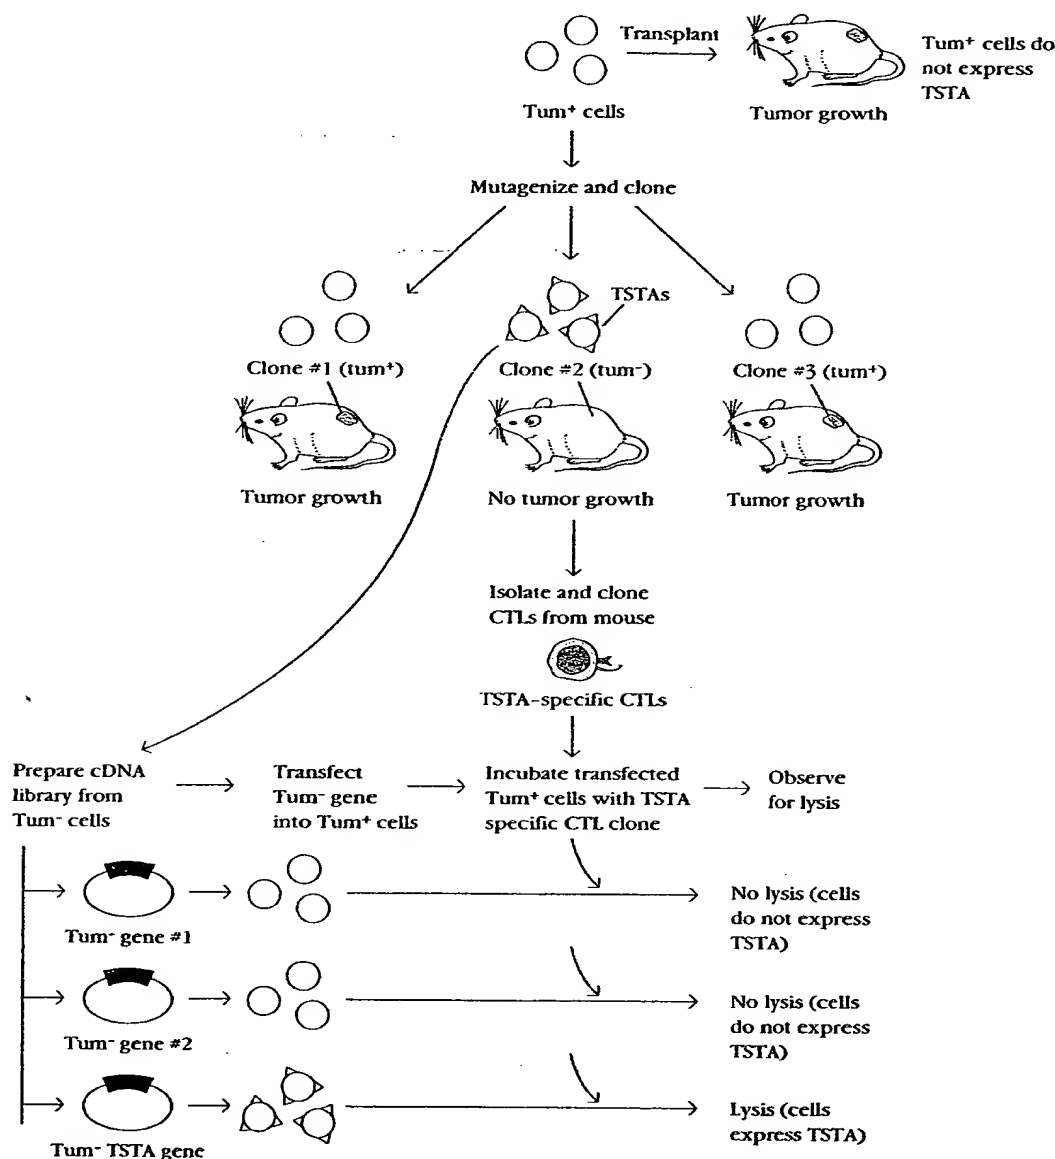 Transplant
Tum⁺ cells do
not express
TSTA
Tum⁺ cells
Tumor growth
Mutagenize and clone
TSTAs
Clone #1 (tum⁺)
Clone #2 (tum⁻)
Clone #3 (tum⁺)
Tumor growth
No tumor growth
Tumor growth
Isolate and clone
CTLs from mouse
TSTA-specific CTLs
Prepare cDNA
library from
Tum⁻ cells
Transfect
Tum⁻ gene
into Tum⁺ cells
Incubate transfected
Tum⁺ cells with TSTA
specific CTL clone
Observe
for lysis
Tum⁻ gene #1
No lysis (cells
do not express
TSTA)
Tum⁻ gene #2
No lysis (cells
do not express
TSTA)
Tum⁻ TSTA gene
Lysis (cells
express TSTA)